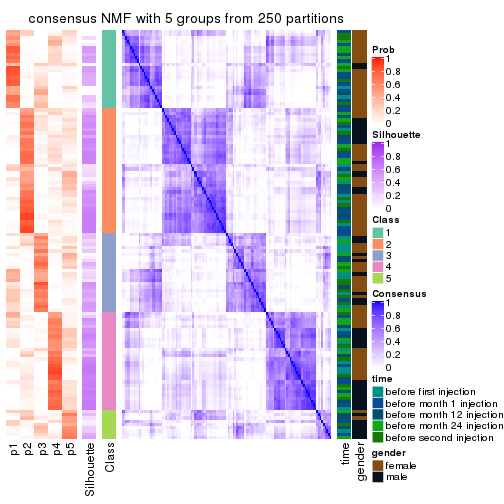 consensus NMF with 5 groups from 250 partitions
Prob
1
0.8
0.6
0.4
0.2
0
Silhouette
1
0.8
0.6
0.4
0.2
0
Class
1
2
3
4
5
Consensus
1
0.8
0.6
0.4
0.2
0
time
before first injection
before month 1 injection
before month 12 injection
before month 24 injection
before second injection
gender
female
male
p1
p2
p3
p4
p5
Silhouette
Class
time
gender